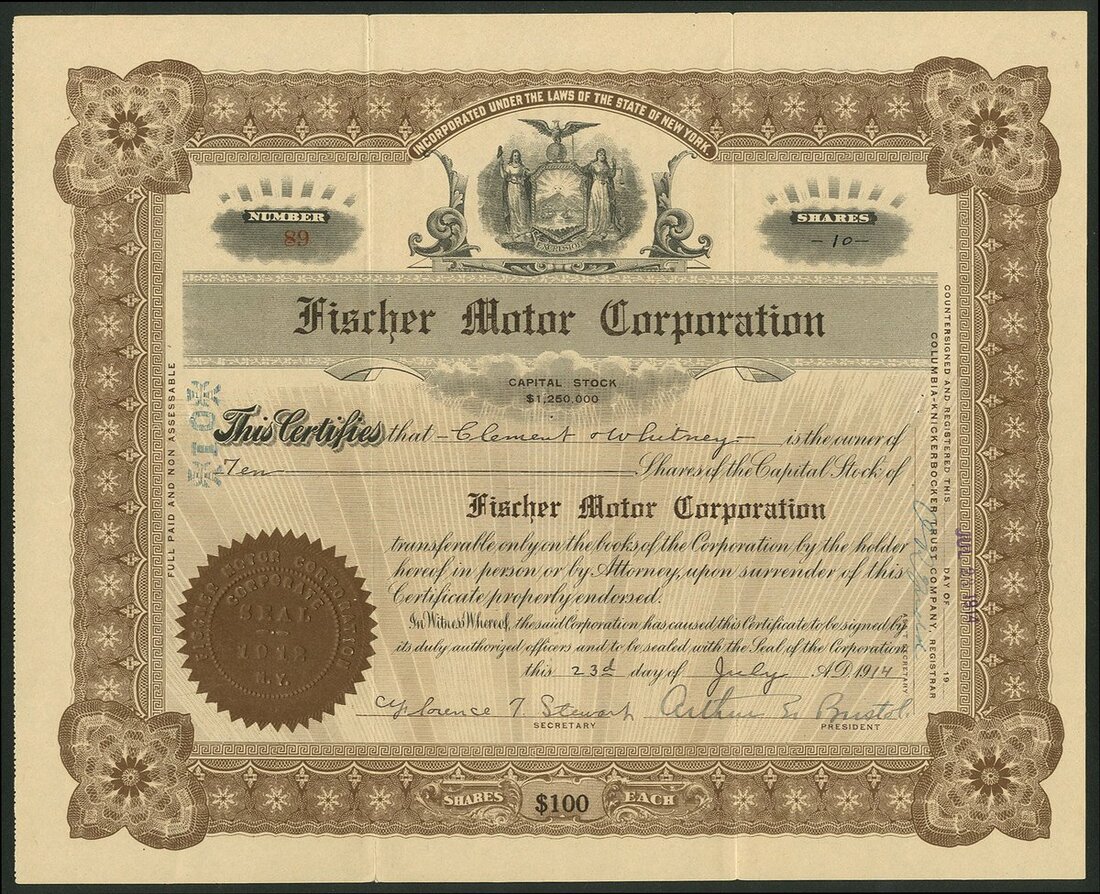 INCORPORATED UNDER THE LAWS OF THE STATE OF NEW YORK
NUMBER
89
SHARES
-10-
EXCELSIOR
Fischer Motor Corporation
CAPITAL STOCK
$1,250,000
This Certifies that -Clement Whitney- is the owner of
Ten Shares of the Capital Stock of
Fischer Motor Corporation
transferable only on the books of the Corporation by the holder
hereof in person or by Attorney, upon surrender of this
Certificate properly endorsed.
In Witness Whereof, the said Corporation has caused this Certificate to be signed by
its duly authorized officers and to be sealed with the Seal of the Corporation
this 23d day of July A.D. 1914
Florence T. Stewart
SECRETARY
Arthur E. Bristol
PRESIDENT
FISCHER MOTOR CORPORATION
CORPORATE
SEAL
N.Y.
FULL PAID AND NON ASSESSABLE
※10※
COUNTERSIGNED AND REGISTERED THIS DAY OF 19
COLUMBIA-KNICKERBOCKER TRUST COMPANY, REGISTRAR
SECRETARY
SHARES $100 EACH